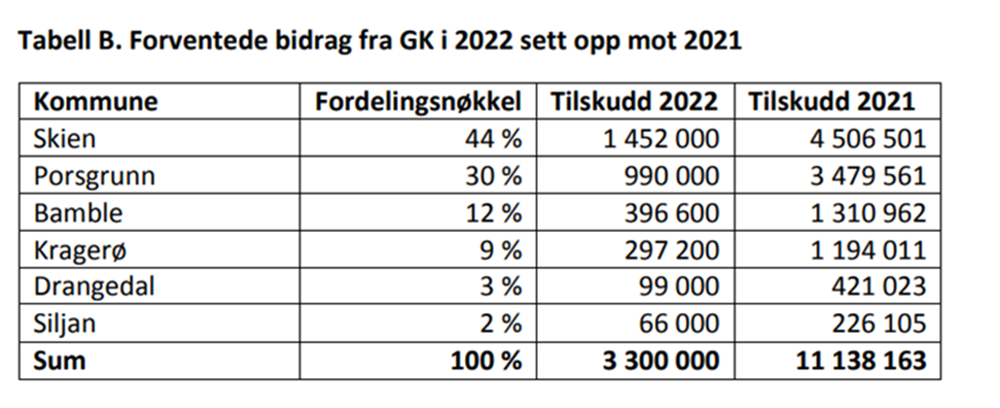 Tabell B. Forventede bidrag fra GK i 2022 sett opp mot 2021
Kommune Fordelingsnøkkel Tilskudd 2022 Tilskudd 2021
Skien 44 % 1 452 000 4 506 501
Porsgrunn 30 % 990 000 3 479 561
Bamble 12 % 396 600 1 310 962
Kragerø 9 % 297 200 1 194 011
Drangedal 3 % 99 000 421 023
Siljan 2 % 66 000 226 105
Sum 100 % 3 300 000 11 138 163